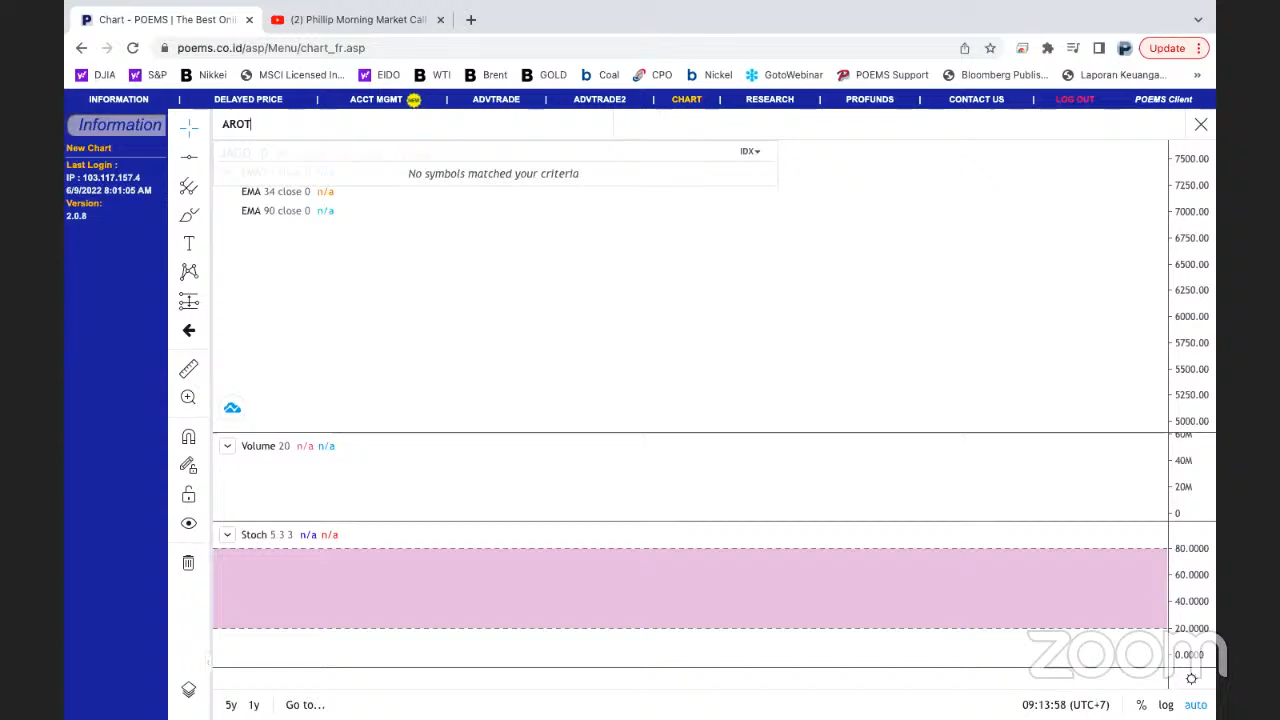 Chart - POEMS | The Best Onli
(2) Phillip Morning Market Call
poems.co.id/asp/Menu/chart_fr.asp
Update
DJIA
S&P
Nikkei
MSCI Licensed In...
EIDO
WTI
Brent
GOLD
Coal
CPO
Nickel
GotoWebinar
POEMS Support
Bloomberg Publis...
Laporan Keuanga...
»
INFORMATION | DELAYED PRICE | ACCT MGMT NEW | ADVTRADE | ADVTRADE2 | CHART | RESEARCH | PROFUNDS | CONTACT US | LOG OUT POEMS Client
Information
New Chart
Last Login :
IP : 103.117.157.4
6/9/2022 8:01:05 AM
Version:
2.0.8
AROT
JAGO D
IDX
No symbols matched your criteria
EMA 34 close 0 n/a
EMA 90 close 0 n/a
7500.00
7250.00
7000.00
6750.00
6500.00
6250.00
6000.00
5750.00
5500.00
5250.00
5000.00
Volume 20 n/a n/a
60M
40M
20M
0
Stoch 5 3 3 n/a n/a
80.0000
60.0000
40.0000
20.0000
0.0000
zoom
5y 1y Go to... 09:13:58 (UTC+7) % log auto